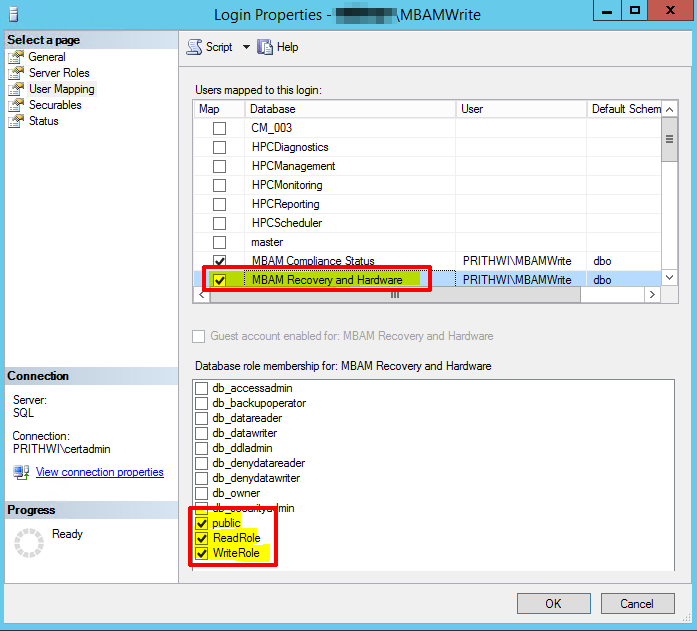 Login Properties - \MBAMWrite
Select a page
General
Server Roles
User Mapping
Securables
Status
Script Help
Users mapped to this login:
Map Database User Default Schem
CM_003
HPCDiagnostics
HPCManagement
HPCMonitoring
HPCReporting
HPCScheduler
master
MBAM Compliance Status PRITHWI\MBAMWrite dbo
MBAM Recovery and Hardware PRITHWI\MBAMWrite dbo
Guest account enabled for: MBAM Recovery and Hardware
Database role membership for: MBAM Recovery and Hardware
db_accessadmin
db_backupoperator
db_datareader
db_datawriter
db_ddladmin
db_denydatareader
db_denydatawriter
db_owner
db_securityadmin
public
ReadRole
WriteRole
Connection
Server:
SQL
Connection:
PRITHWI\certadmin
View connection properties
Progress
Ready
OK Cancel